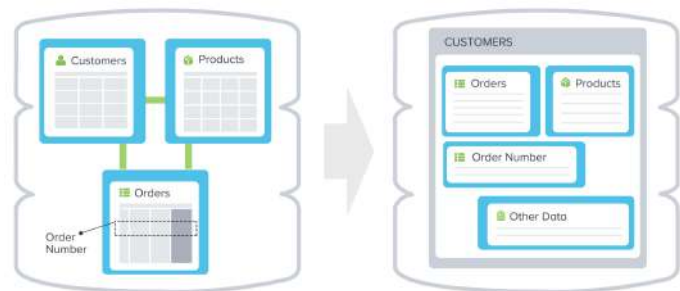 Customers
Products
Orders
Order
Number
CUSTOMERS
Orders
Products
Order Number
Other Data